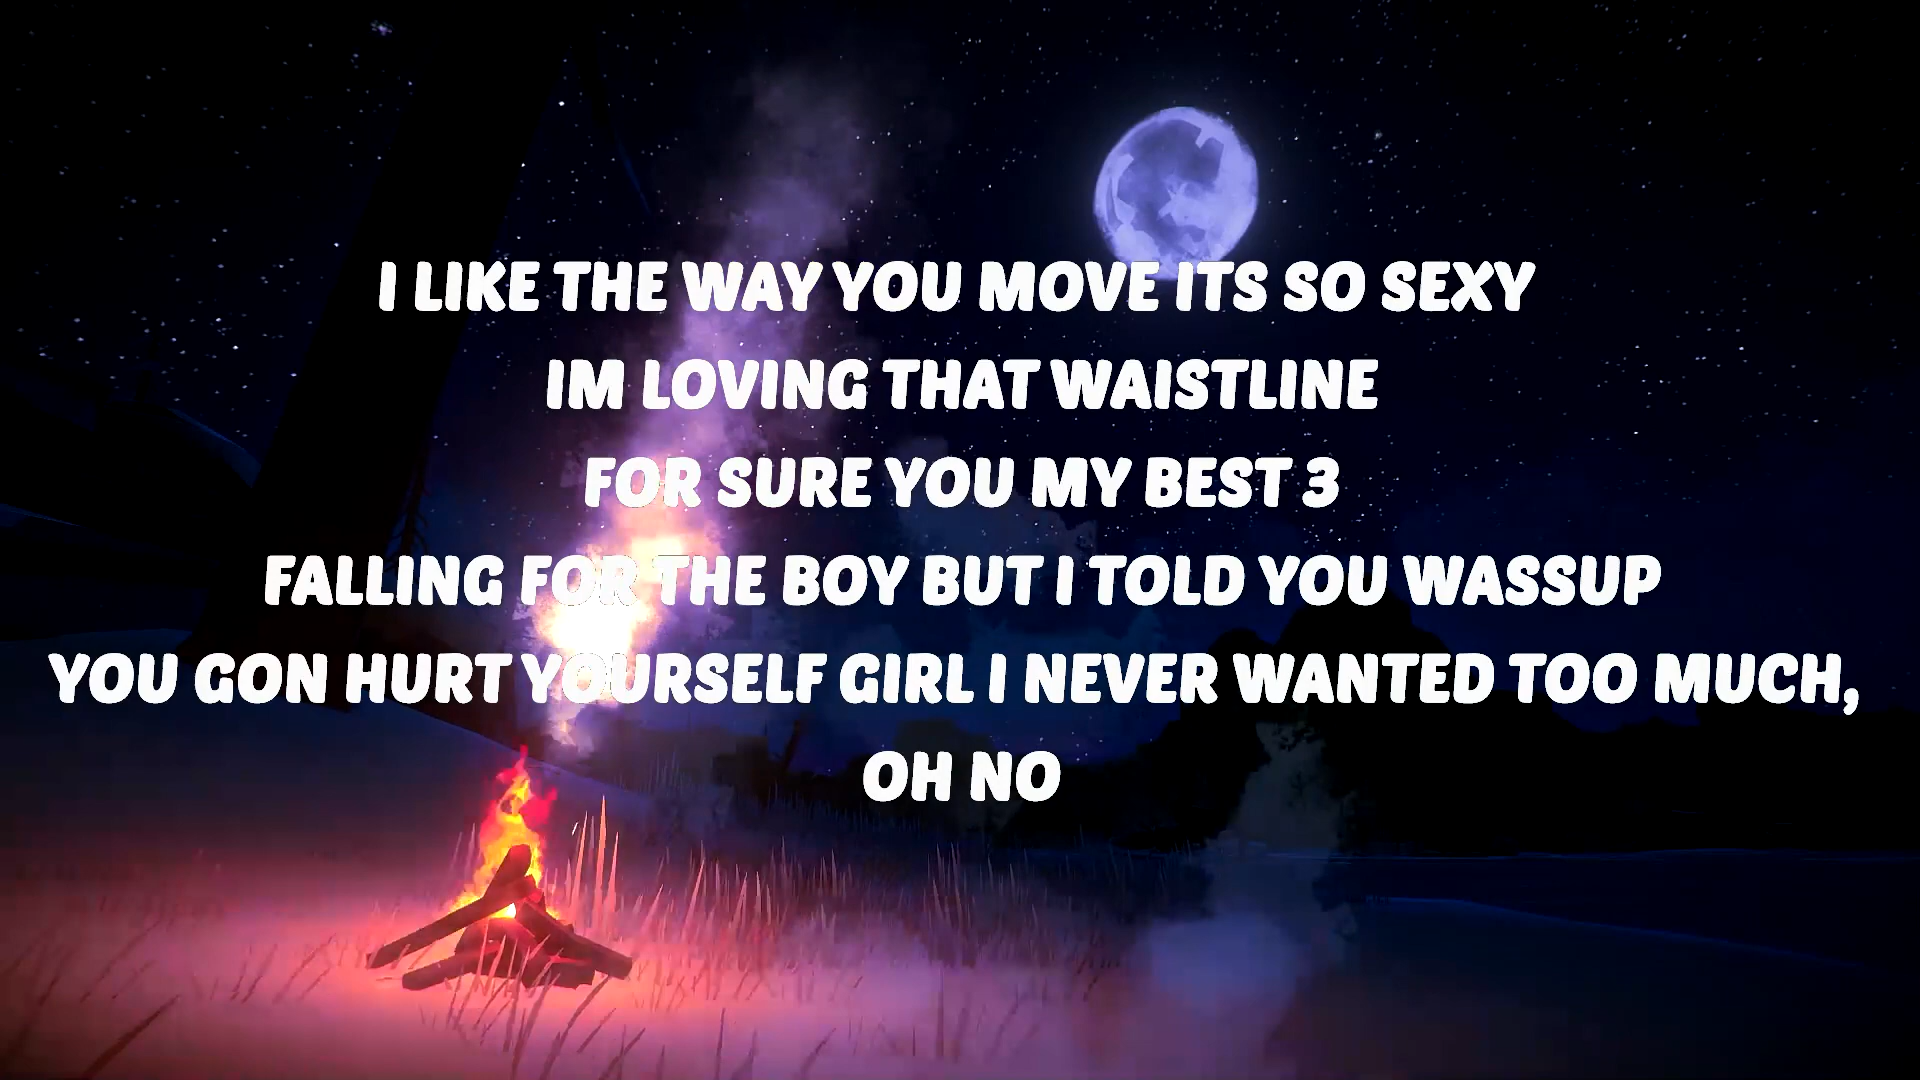 I LIKE THE WAY YOU MOVE ITS SO SEXY
IM LOVING THAT WAISTLINE
FOR SURE YOU MY BEST 3
FALLING FOR THE BOY BUT I TOLD YOU WASSUP
YOU GON HURT YOURSELF GIRL I NEVER WANTED TOO MUCH,
OH NO